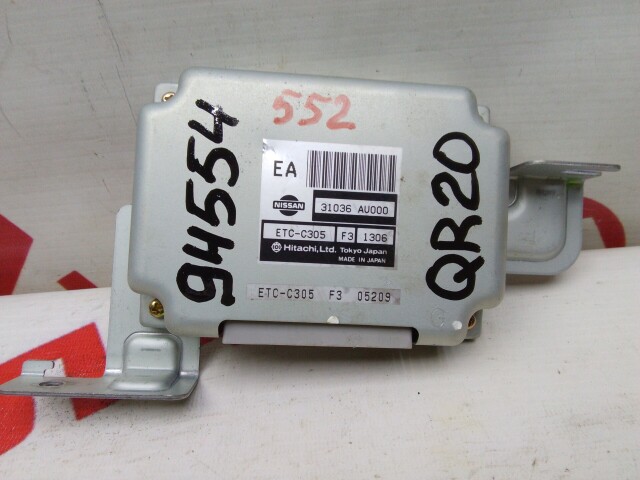 552
94554
QR20
EA
NISSAN
31036 AU000
ETC-C305 F3 1306
Hitachi, Ltd. Tokyo Japan
MADE IN JAPAN
ETC-C305 F3 05209